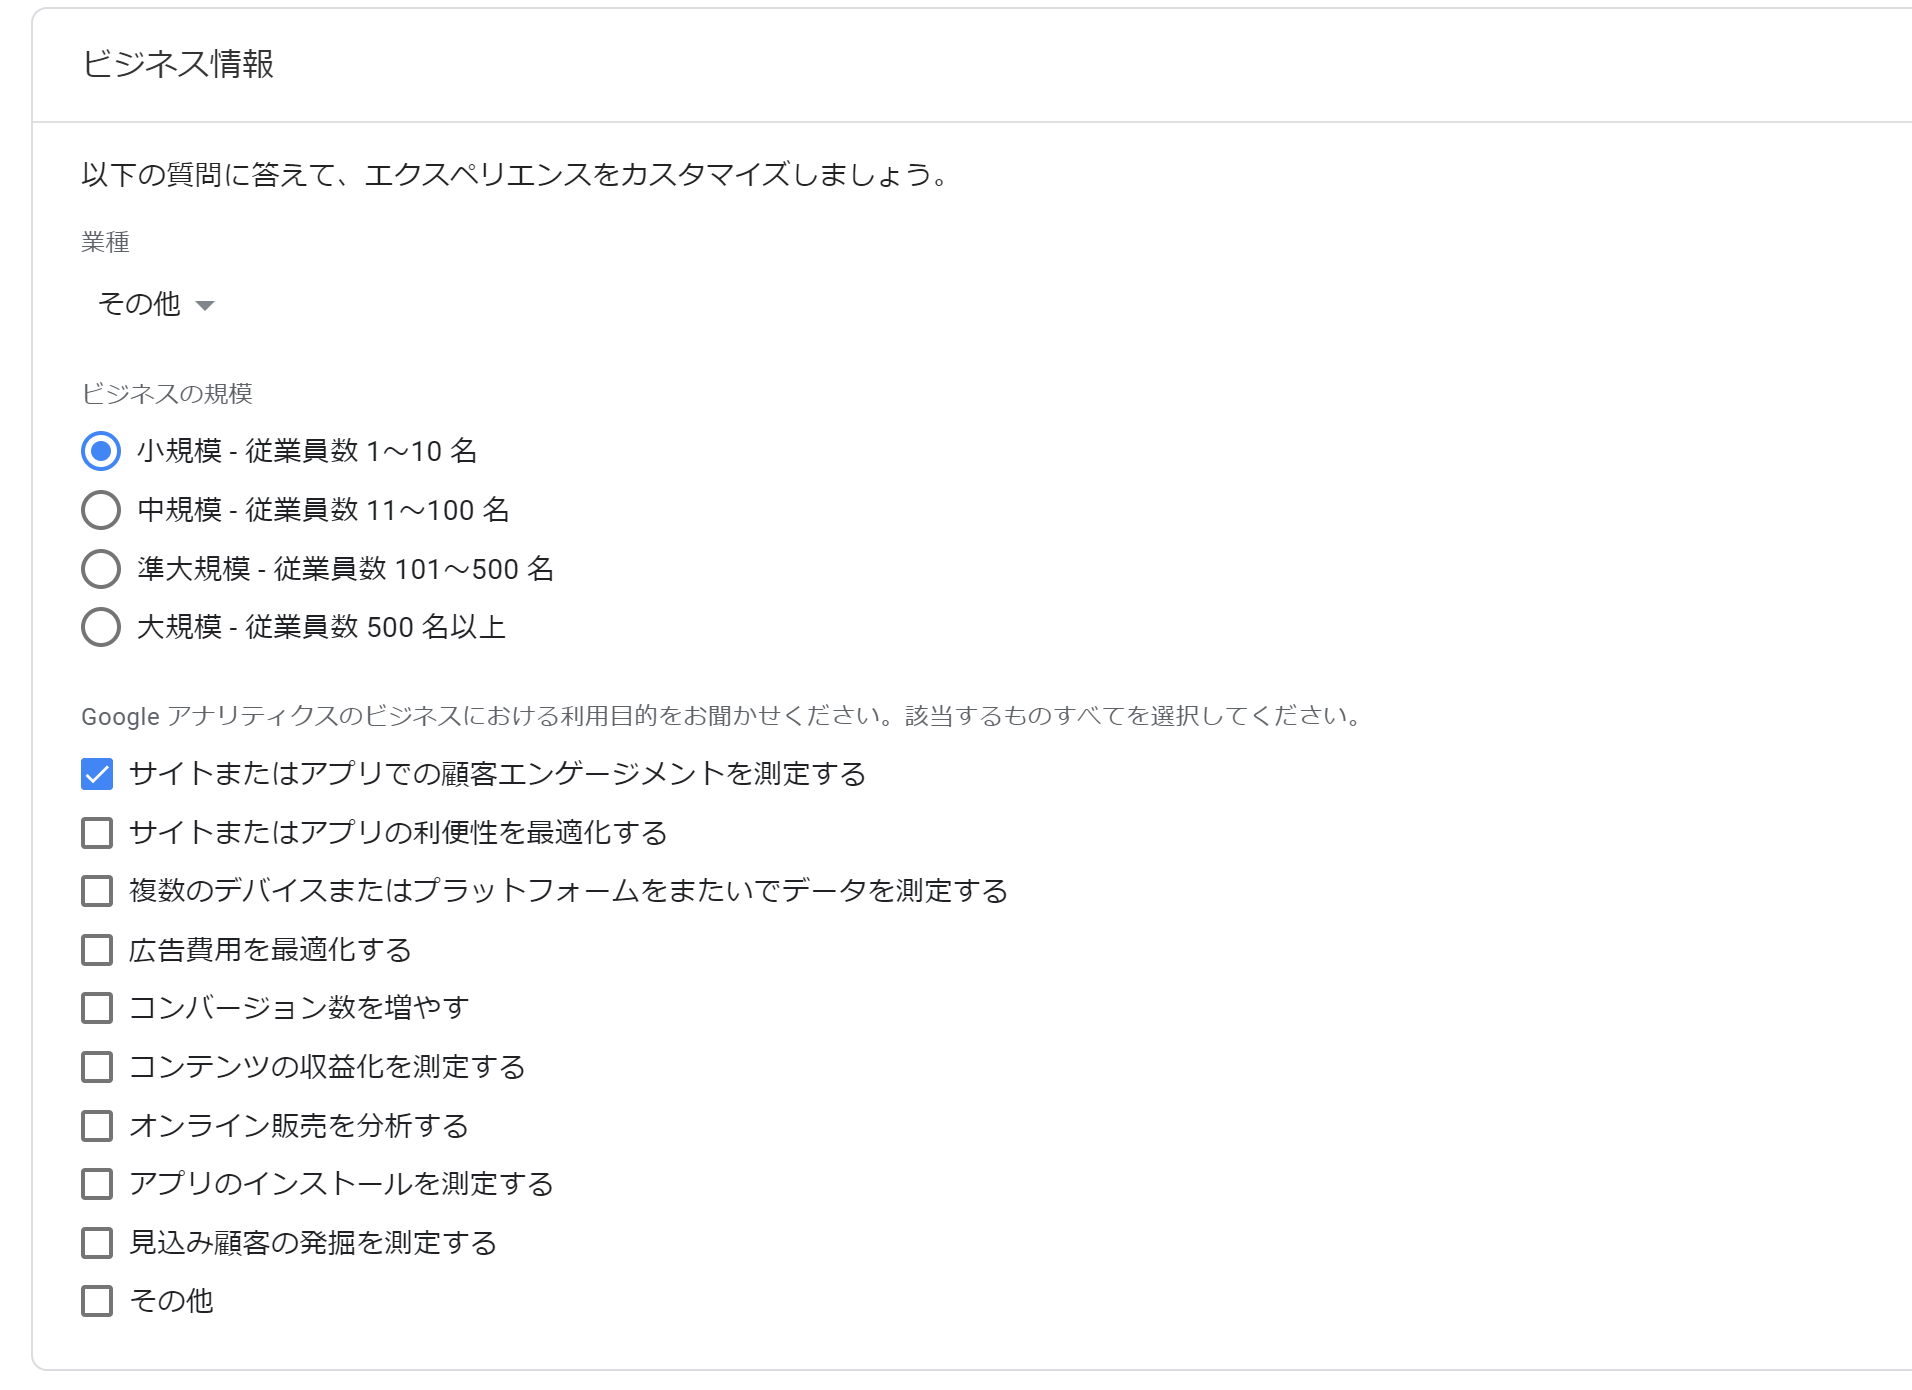 ビジネス情報
以下の質問に答えて、エクスペリエンスをカスタマイズしましょう。
業種
その他
ビジネスの規模
小規模 - 従業員数 1～10 名
中規模 - 従業員数 11～100 名
準大規模 - 従業員数 101～500 名
大規模 - 従業員数 500 名以上
Google アナリティクスのビジネスにおける利用目的をお聞かせください。該当するものすべてを選択してください。
サイトまたはアプリでの顧客エンゲージメントを測定する
サイトまたはアプリの利便性を最適化する
複数のデバイスまたはプラットフォームをまたいでデータを測定する
広告費用を最適化する
コンバージョン数を増やす
コンテンツの収益化を測定する
オンライン販売を分析する
アプリのインストールを測定する
見込み顧客の発掘を測定する
その他